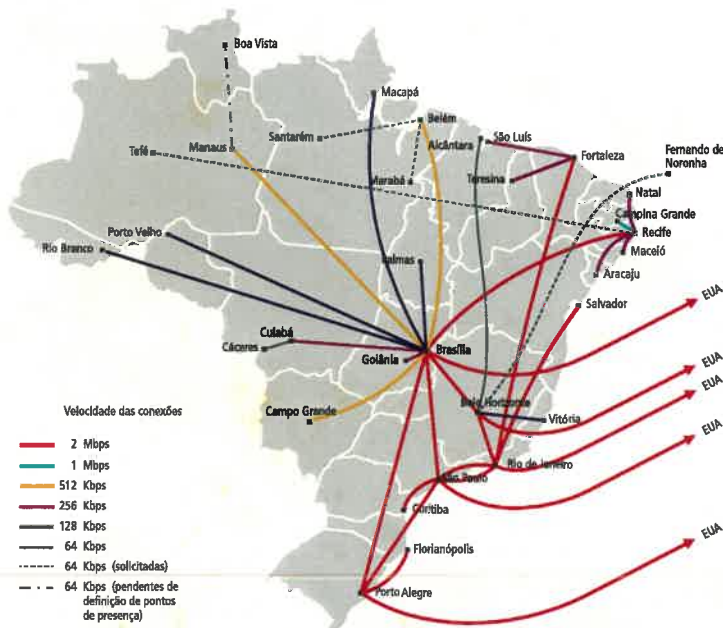 Boa Vista
Macapá
Belém
Santarém
São Luís
Alcântara
Fortaleza
Fernando de
Noronha
Tefé
Manaus
Marabá
Teresina
Natal
Campina Grande
Recife
Maceió
Porto Velho
Rio Branco
Palmas
Aracaju
Salvador
EUA
Cuiabá
Cáceres
Goiânia
Brasília
EUA
EUA
Campo Grande
Belo Horizonte
Vitória
EUA
São Paulo
Rio de Janeiro
Curitiba
Florianópolis
EUA
Porto Alegre
Velocidade das conexões
2 Mbps
1 Mbps
512 Kbps
256 Kbps
128 Kbps
64 Kbps
64 Kbps (solicitadas)
64 Kbps (pendentes de
definição de pontos
de presença)